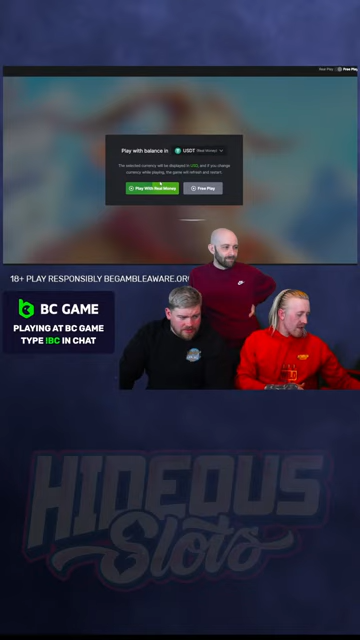 Real Play
Free Play
Play with balance in USDT (Real Money)
The selected currency will be displayed in USD, and if you change
currency while playing, the game will refresh and restart.
Play With Real Money
Free Play
18+ PLAY RESPONSIBLY BEGAMBLEAWARE.ORG
BC GAME
PLAYING AT BC GAME
TYPE !BC IN CHAT
HIDEOUS
Slots